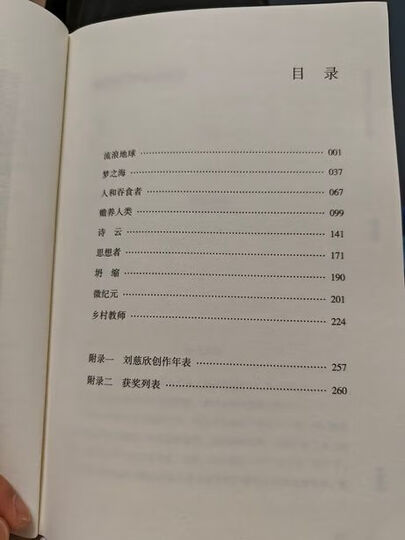 目 录
流浪地球 ………………………………… 001
梦之海 ………………………………… 037
人和吞食者 ………………………………… 067
赡养人类 ………………………………… 099
诗 云 ………………………………… 141
思想者 ………………………………… 171
坍 缩 ………………………………… 190
微纪元 ………………………………… 201
乡村教师 ………………………………… 224
附录一 刘慈欣创作年表 ………………………………… 257
附录二 获奖列表 ………………………………… 260